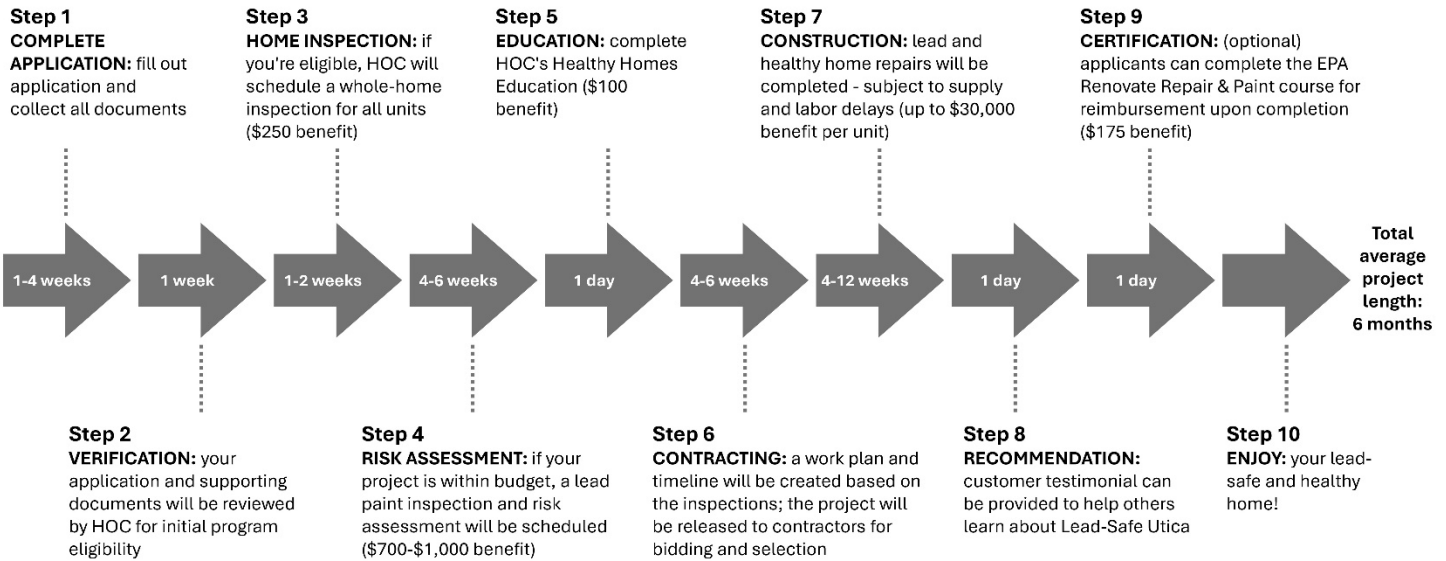 Step 1
COMPLETE
APPLICATION: fill out
application and
collect all documents
Step 3
HOME INSPECTION: if
you're eligible, HOC will
schedule a whole-home
inspection for all units
($250 benefit)
Step 5
EDUCATION: complete
HOC's Healthy Homes
Education ($100
benefit)
Step 7
CONSTRUCTION: lead and
healthy home repairs will be
completed - subject to supply
and labor delays (up to $30,000
benefit per unit)
Step 9
CERTIFICATION: (optional)
applicants can complete the EPA
Renovate Repair & Paint course for
reimbursement upon completion
($175 benefit)
1-4 weeks
1 week
1-2 weeks
4-6 weeks
1 day
4-6 weeks
4-12 weeks
1 day
1 day
Total
average
project
length:
6 months
Step 2
VERIFICATION: your
application and supporting
documents will be reviewed
by HOC for initial program
eligibility
Step 4
RISK ASSESSMENT: if your
project is within budget, a lead
paint inspection and risk
assessment will be scheduled
($700-$1,000 benefit)
Step 6
CONTRACTING: a work plan and
timeline will be created based on
the inspections; the project will
be released to contractors for
bidding and selection
Step 8
RECOMMENDATION:
customer testimonial can
be provided to help others
learn about Lead-Safe Utica
Step 10
ENJOY: your lead-
safe and healthy
home!